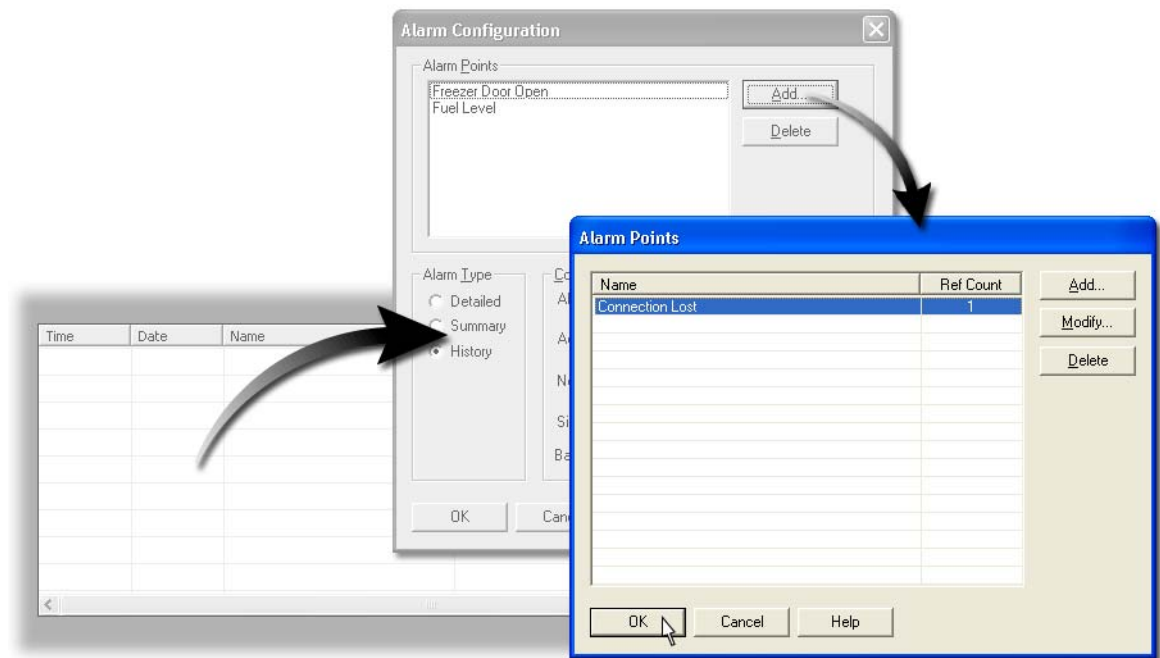 Alarm Configuration
Alarm Points
Freezer Door Open
Fuel Level
Add...
Delete
Alarm Type
Detailed
Summary
History
OK
Time
Date
Name
Alarm Points
Name
Ref Count
Connection Lost
1
Add...
Modify...
Delete
OK
Cancel
Help